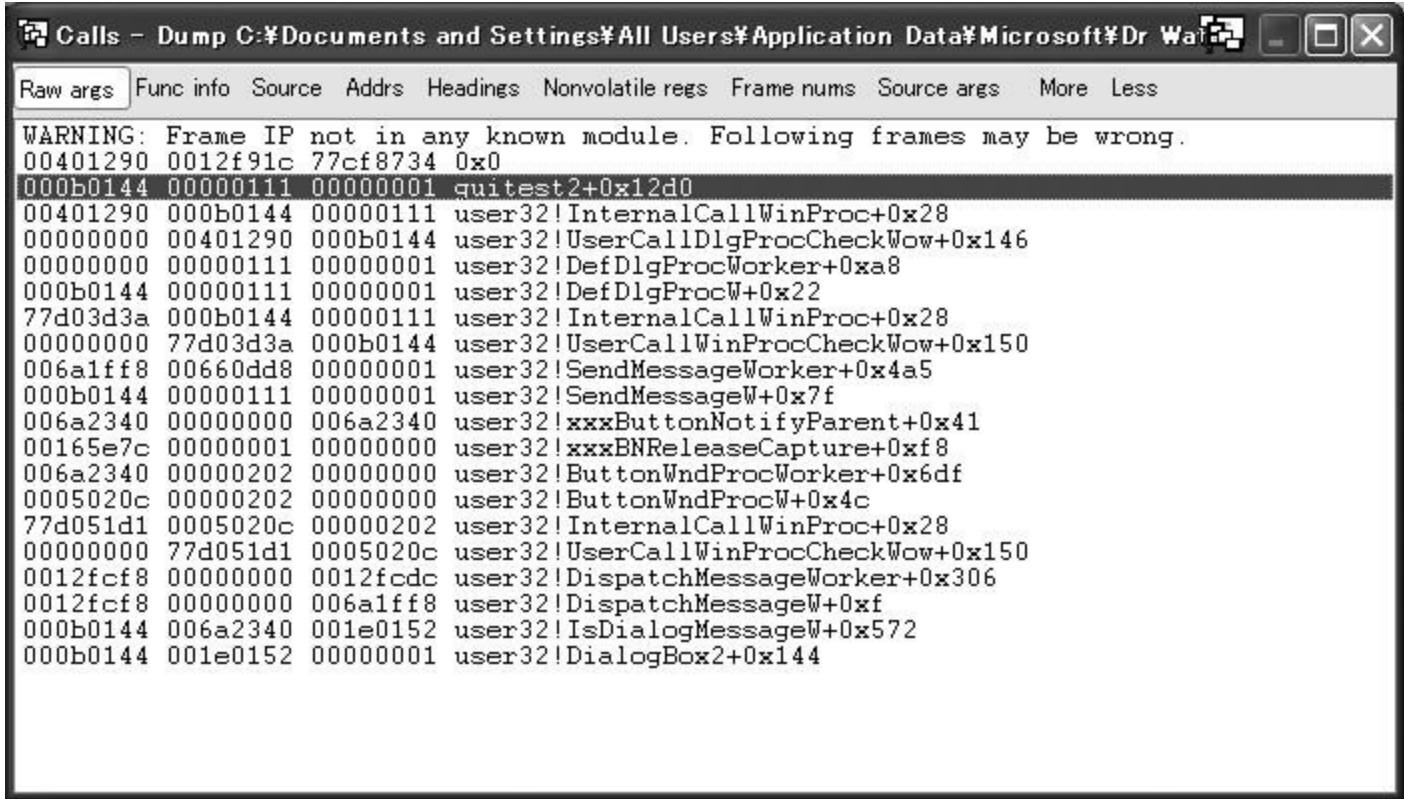 Calls - Dump C:¥Documents and Settings¥All Users¥Application Data¥Microsoft¥Dr Wat
Raw args Func info Source Addrs Headings Nonvolatile regs Frame nums Source args More Less
WARNING: Frame IP not in any known module. Following frames may be wrong.
00401290 0012f91c 77cf8734 0x0
000b0144 00000111 00000001 guitest2+0x12d0
00401290 000b0144 00000111 user32!InternalCallWinProc+0x28
00000000 00401290 000b0144 user32!UserCallDlgProcCheckWow+0x146
00000000 00000111 00000001 user32!DefDlgProcWorker+0xa8
000b0144 00000111 00000001 user32!DefDlgProcW+0x22
77d03d3a 000b0144 00000111 user32!InternalCallWinProc+0x28
00000000 77d03d3a 000b0144 user32!UserCallWinProcCheckWow+0x150
006a1ff8 00660dd8 00000001 user32!SendMessageWorker+0x4a5
000b0144 00000111 00000001 user32!SendMessageW+0x7f
006a2340 00000000 006a2340 user32!xxxButtonNotifyParent+0x41
00165e7c 00000001 00000000 user32!xxxBNReleaseCapture+0xf8
006a2340 00000202 00000000 user32!ButtonWndProcWorker+0x6df
0005020c 00000202 00000000 user32!ButtonWndProcW+0x4c
77d051d1 0005020c 00000202 user32!InternalCallWinProc+0x28
00000000 77d051d1 0005020c user32!UserCallWinProcCheckWow+0x150
0012fcf8 00000000 0012fcdc user32!DispatchMessageWorker+0x306
0012fcf8 00000000 006a1ff8 user32!DispatchMessageW+0xf
000b0144 006a2340 001e0152 user32!IsDialogMessageW+0x572
000b0144 001e0152 00000001 user32!DialogBox2+0x144